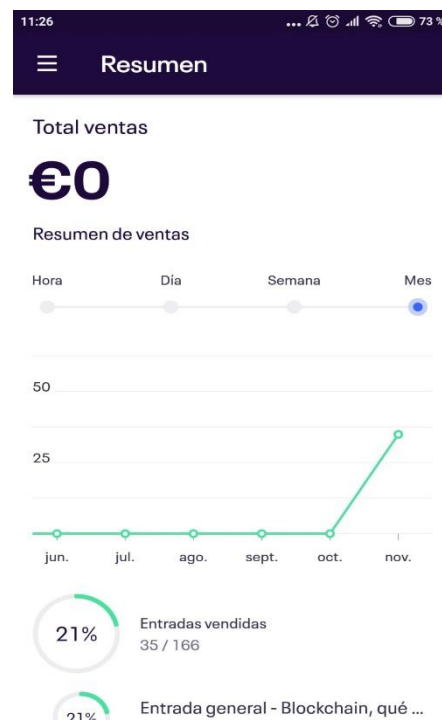 11:26
... 73 %
Resumen
Total ventas
€0
Resumen de ventas
Hora Día Semana Mes
50
25
jun. jul. ago. sept. oct. nov.
21%
Entradas vendidas
35 / 166
Entrada general - Blockchain, qué ...
21%